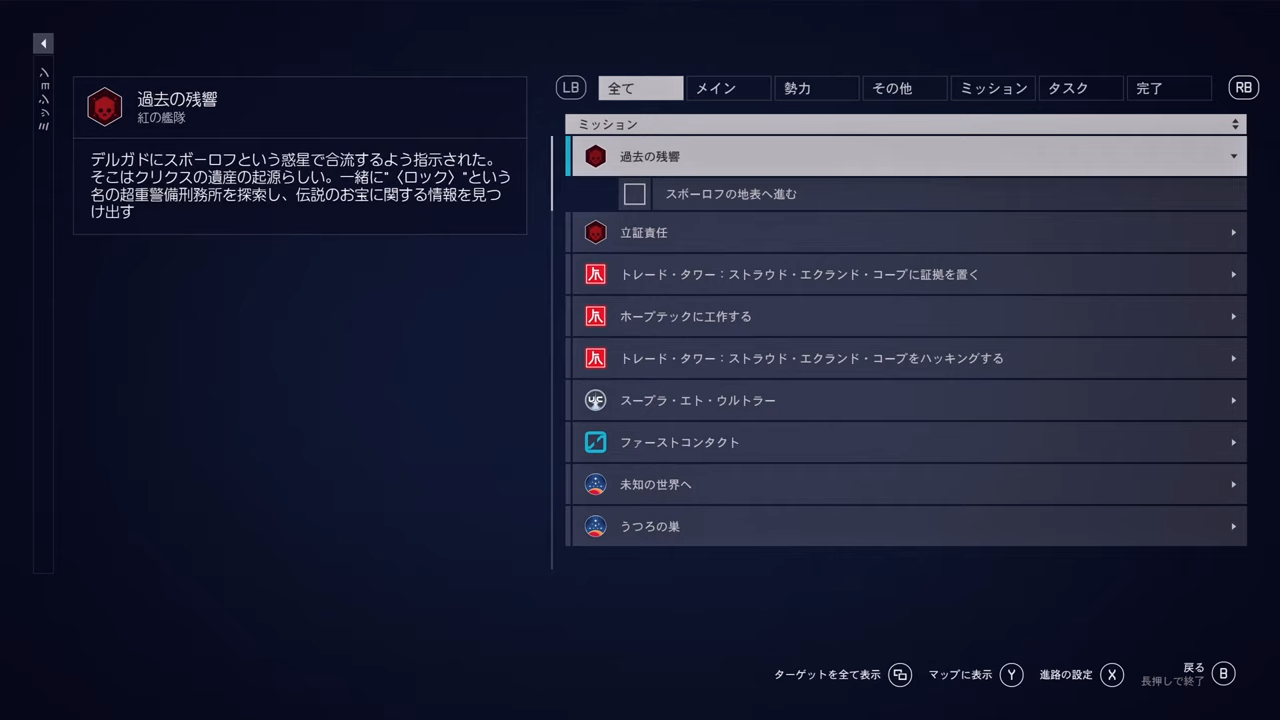 ミッション
過去の残響
紅の艦隊
デルガドにスボーロフという惑星で合流するよう指示された。
そこはクリクスの遺産の起源らしい。一緒に"〈ロック〉"という
名の超重警備刑務所を探索し、伝説のお宝に関する情報を見つ
け出す
LB 全て メイン 勢力 その他 ミッション タスク 完了 RB
ミッション
過去の残響
スボーロフの地表へ進む
立証責任
トレード・タワー：ストラウド・エクランド・コープに証拠を置く
ホープテックに工作する
トレード・タワー：ストラウド・エクランド・コープをハッキングする
UC スープラ・エト・ウルトラー
ファーストコンタクト
未知の世界へ
うつろの巣
ターゲットを全て表示 マップに表示 Y 進路の設定 X 戻る B
長押しで終了